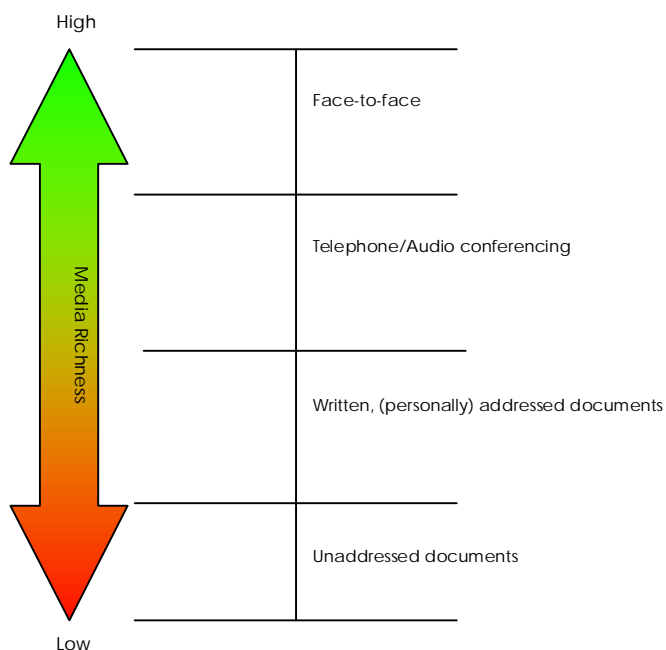 High
Face-to-face
Telephone/Audio conferencing
Media Richness
Written, (personally) addressed documents
Unaddressed documents
Low